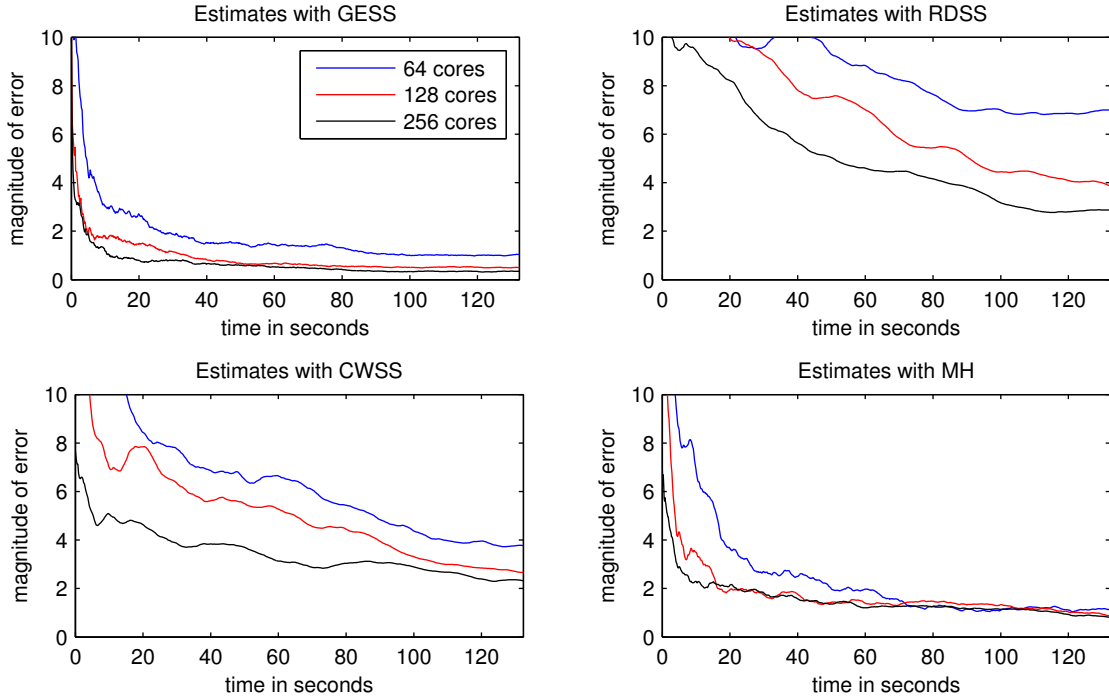 Estimates with GESS
10
8
6
4
2
0
magnitude of error
64 cores
128 cores
256 cores
0 20 40 60 80 100 120
time in seconds
Estimates with RDSS
10
8
6
4
2
0
magnitude of error
0 20 40 60 80 100 120
time in seconds
Estimates with CWSS
10
8
6
4
2
0
magnitude of error
0 20 40 60 80 100 120
time in seconds
Estimates with MH
10
8
6
4
2
0
magnitude of error
0 20 40 60 80 100 120
time in seconds